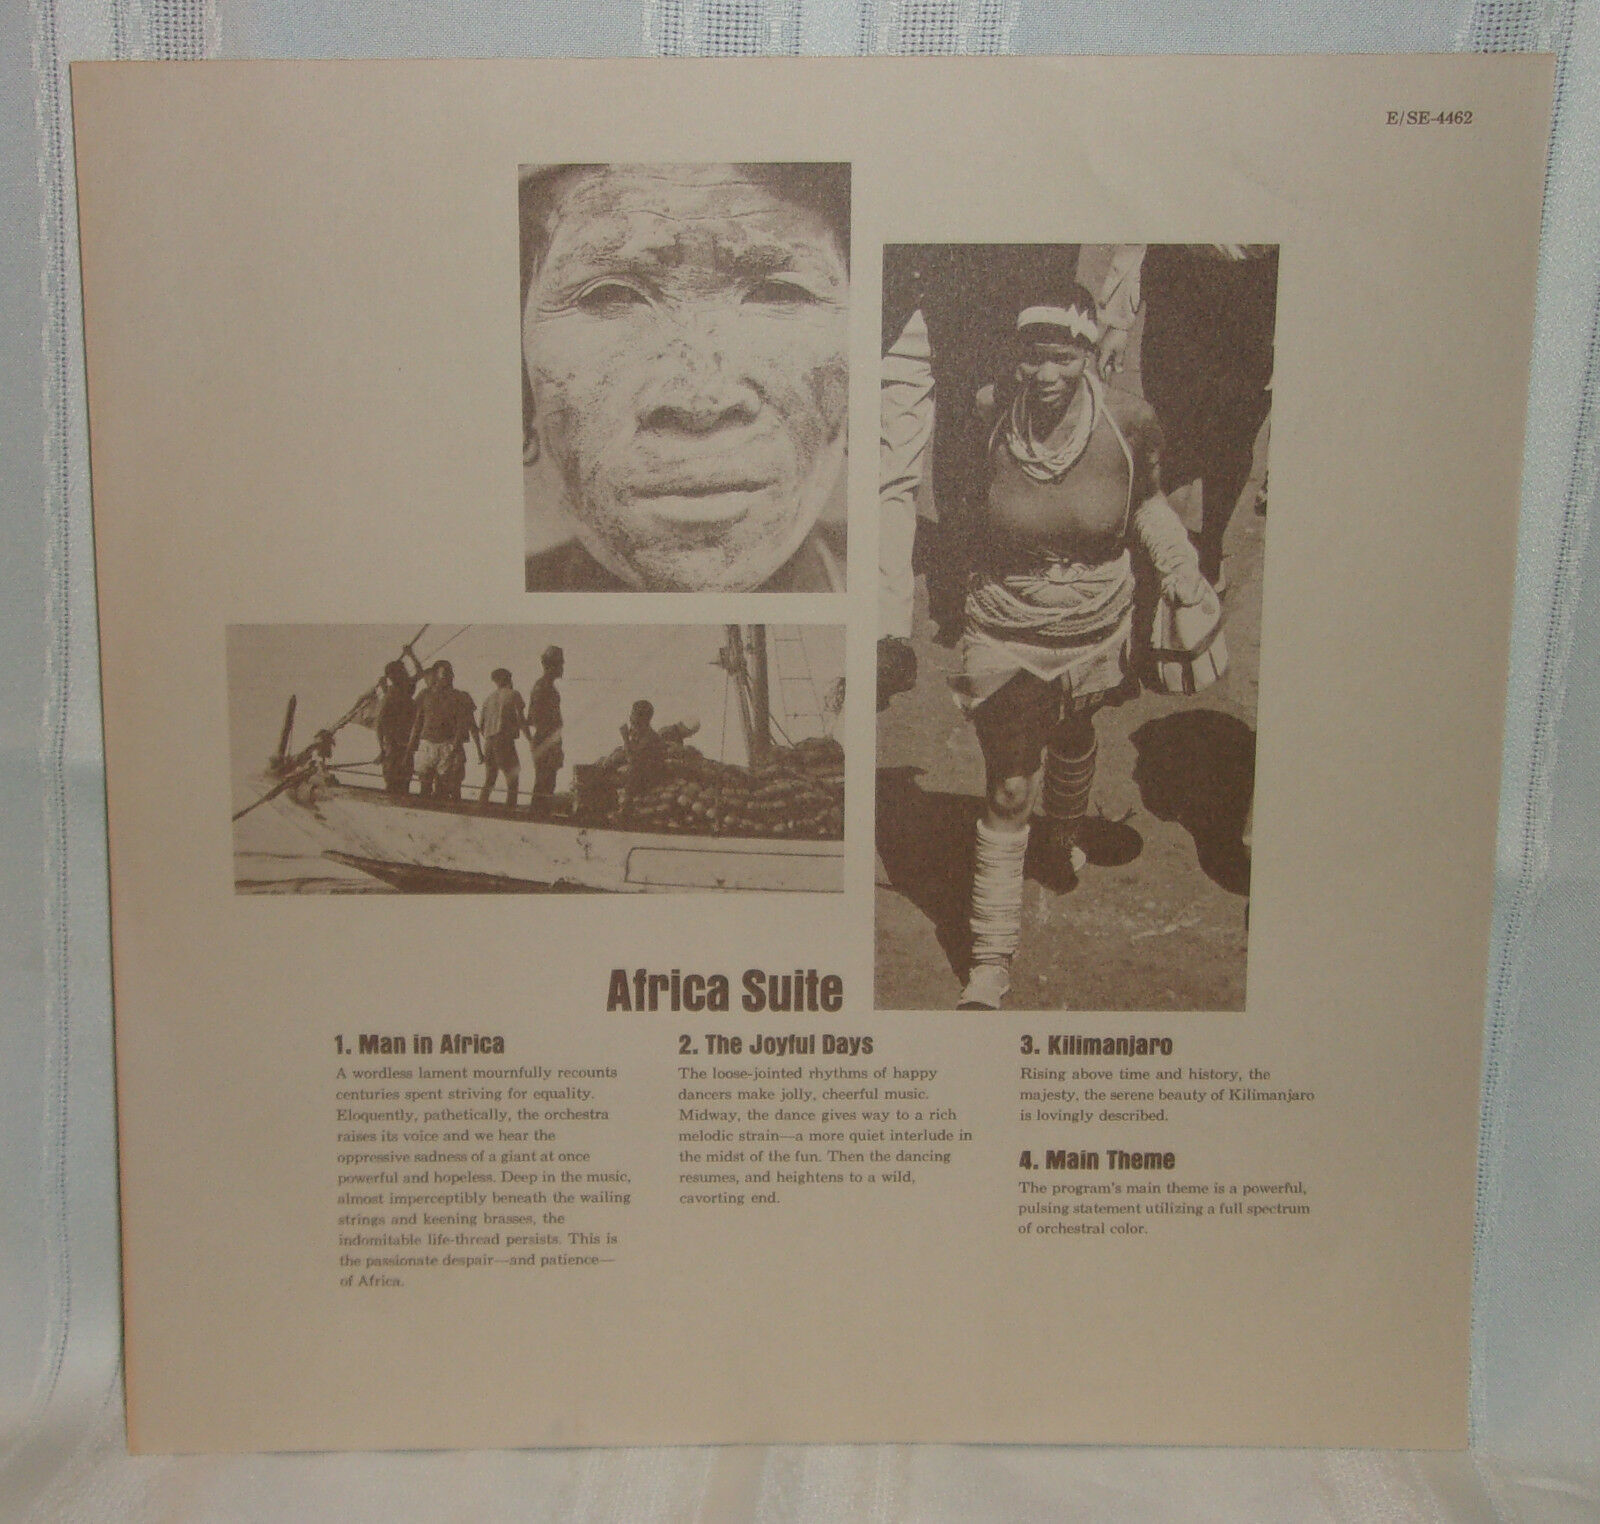 E/SE-4462
Africa Suite
1. Man in Africa
A wordless lament mournfully recounts
centuries spent striving for equality.
Eloquently, pathetically, the orchestra
raises its voice and we hear the
oppressive sadness of a giant at once
powerful and hopeless. Deep in the music,
almost imperceptibly beneath the wailing
strings and keening brasses, the
indomitable life-thread persists. This is
the passionate despair—and patience—
of Africa.
2. The Joyful Days
The loose-jointed rhythms of happy
dancers make jolly, cheerful music.
Midway, the dance gives way to a rich
melodic strain—a more quiet interlude in
the midst of the fun. Then the dancing
resumes, and heightens to a wild,
cavorting end.
3. Kilimanjaro
Rising above time and history, the
majesty, the serene beauty of Kilimanjaro
is lovingly described.
4. Main Theme
The program's main theme is a powerful,
pulsing statement utilizing a full spectrum
of orchestral color.